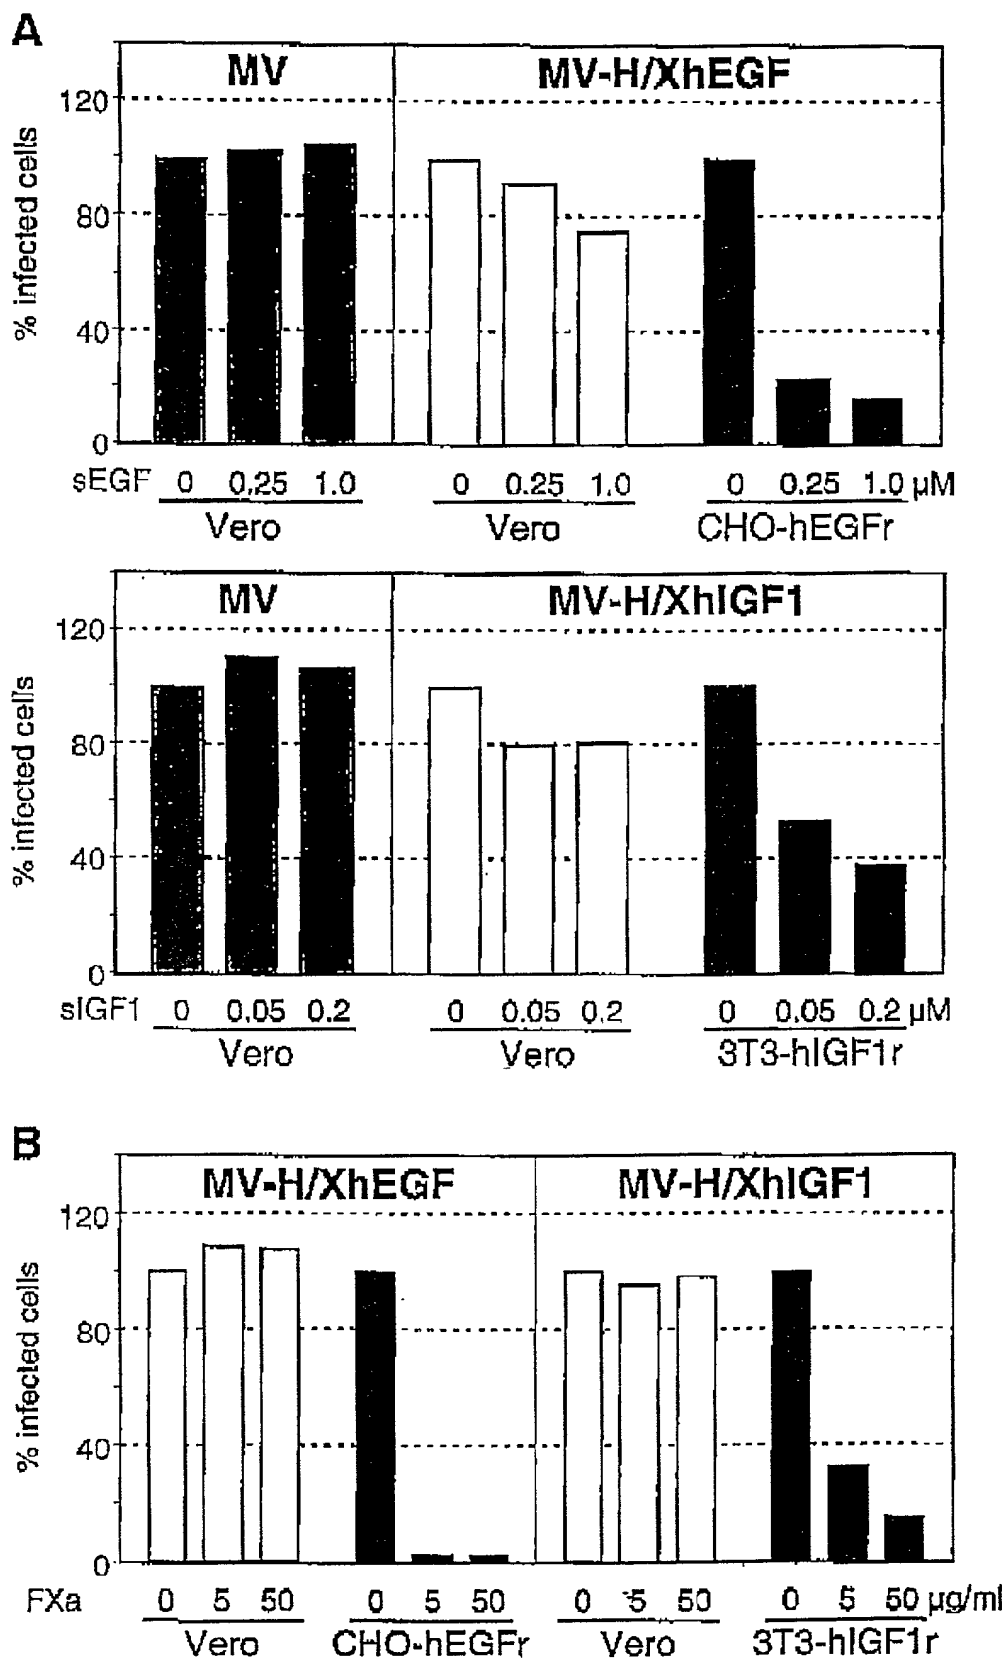 A
MV MV-H/XhEGF
120
80
40
0
% infected cells
sEGF 0 0.25 1.0 0 0.25 1.0 0 0.25 1.0 µM
Vero Vero CHO-hEGFr
MV MV-H/XhIGF1
120
80
40
0
% infected cells
sIGF1 0 0.05 0.2 0 0.05 0.2 0 0.05 0.2 µM
Vero Vero 3T3-hIGF1r
B
MV-H/XhEGF MV-H/XhIGF1
120
80
40
0
% infected cells
FXa 0 5 50 0 5 50 0 5 50 0 5 50 µg/ml
Vero CHO-hEGFr Vero 3T3-hIGF1r